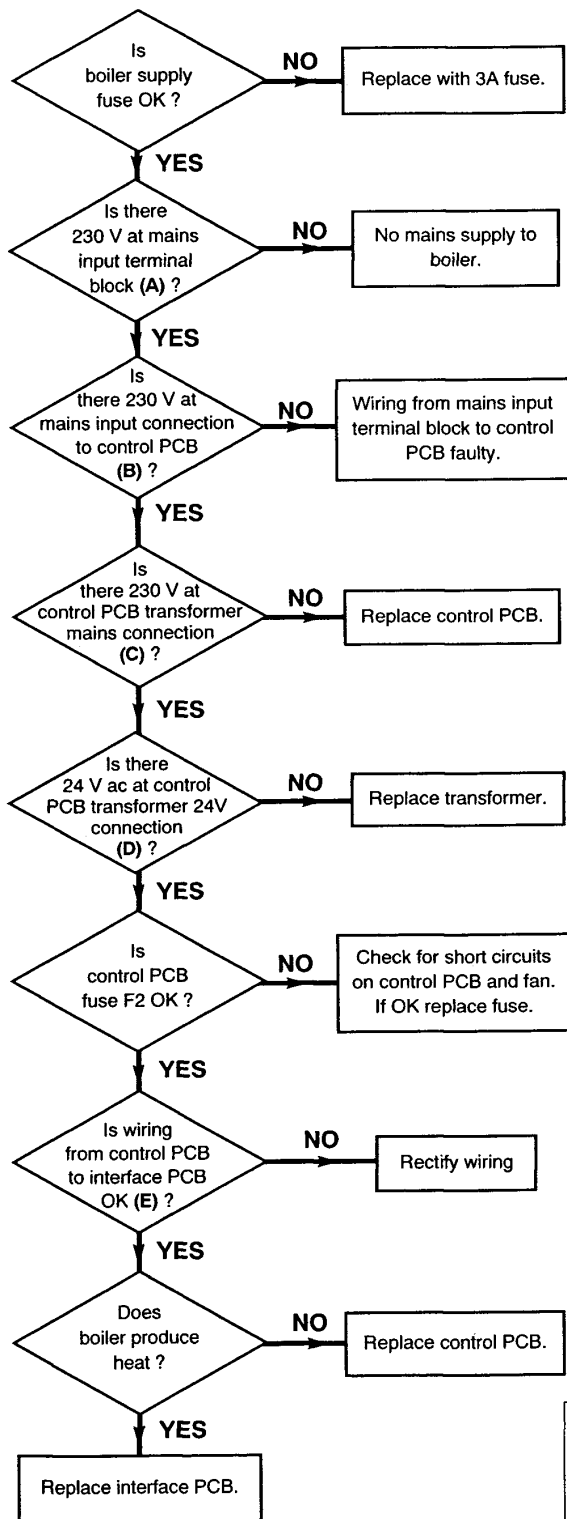 Is
boiler supply
fuse OK ?
NO
Replace with 3A fuse.
YES
Is there
230 V at mains
input terminal
block (A) ?
NO
No mains supply to
boiler.
YES
Is
there 230 V at
mains input connection
to control PCB
(B) ?
NO
Wiring from mains input
terminal block to control
PCB faulty.
YES
Is
there 230 V at
control PCB transformer
mains connection
(C) ?
NO
Replace control PCB.
YES
Is there
24 V ac at control
PCB transformer 24V
connection
(D) ?
NO
Replace transformer.
YES
Is
control PCB
fuse F2 OK ?
NO
Check for short circuits
on control PCB and fan.
If OK replace fuse.
YES
Is wiring
from control PCB
to interface PCB
OK (E) ?
NO
Rectify wiring
YES
Does
boiler produce
heat ?
NO
Replace control PCB.
YES
Replace interface PCB.